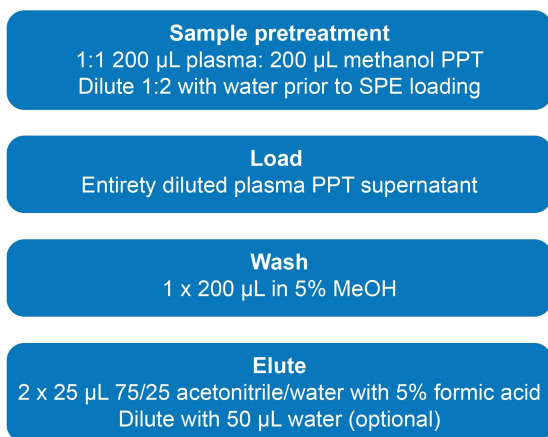 Sample pretreatment
1:1 200 µL plasma: 200 µL methanol PPT
Dilute 1:2 with water prior to SPE loading
Load
Entirety diluted plasma PPT supernatant
Wash
1 x 200 µL in 5% MeOH
Elute
2 x 25 µL 75/25 acetonitrile/water with 5% formic acid
Dilute with 50 µL water (optional)